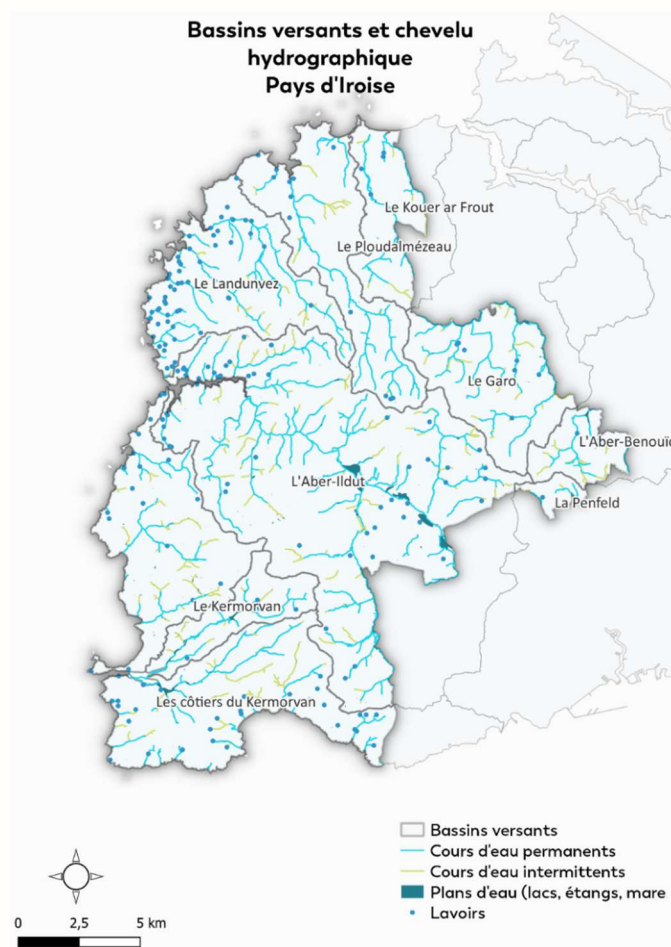 Bassins versants et chevelu
hydrographique
Pays d'Iroise
Le Kouer ar Frout
Le Ploudalmézeau
Le Landunvez
Le Garo
L'Aber-Benouïc
L'Aber-Ildut
La Penfeld
Le Kermorvan
Les côtiers du Kermorvan
Bassins versants
Cours d'eau permanents
Cours d'eau intermittents
Plans d'eau (lacs, étangs, mare
Lavoirs
0 2,5 5 km